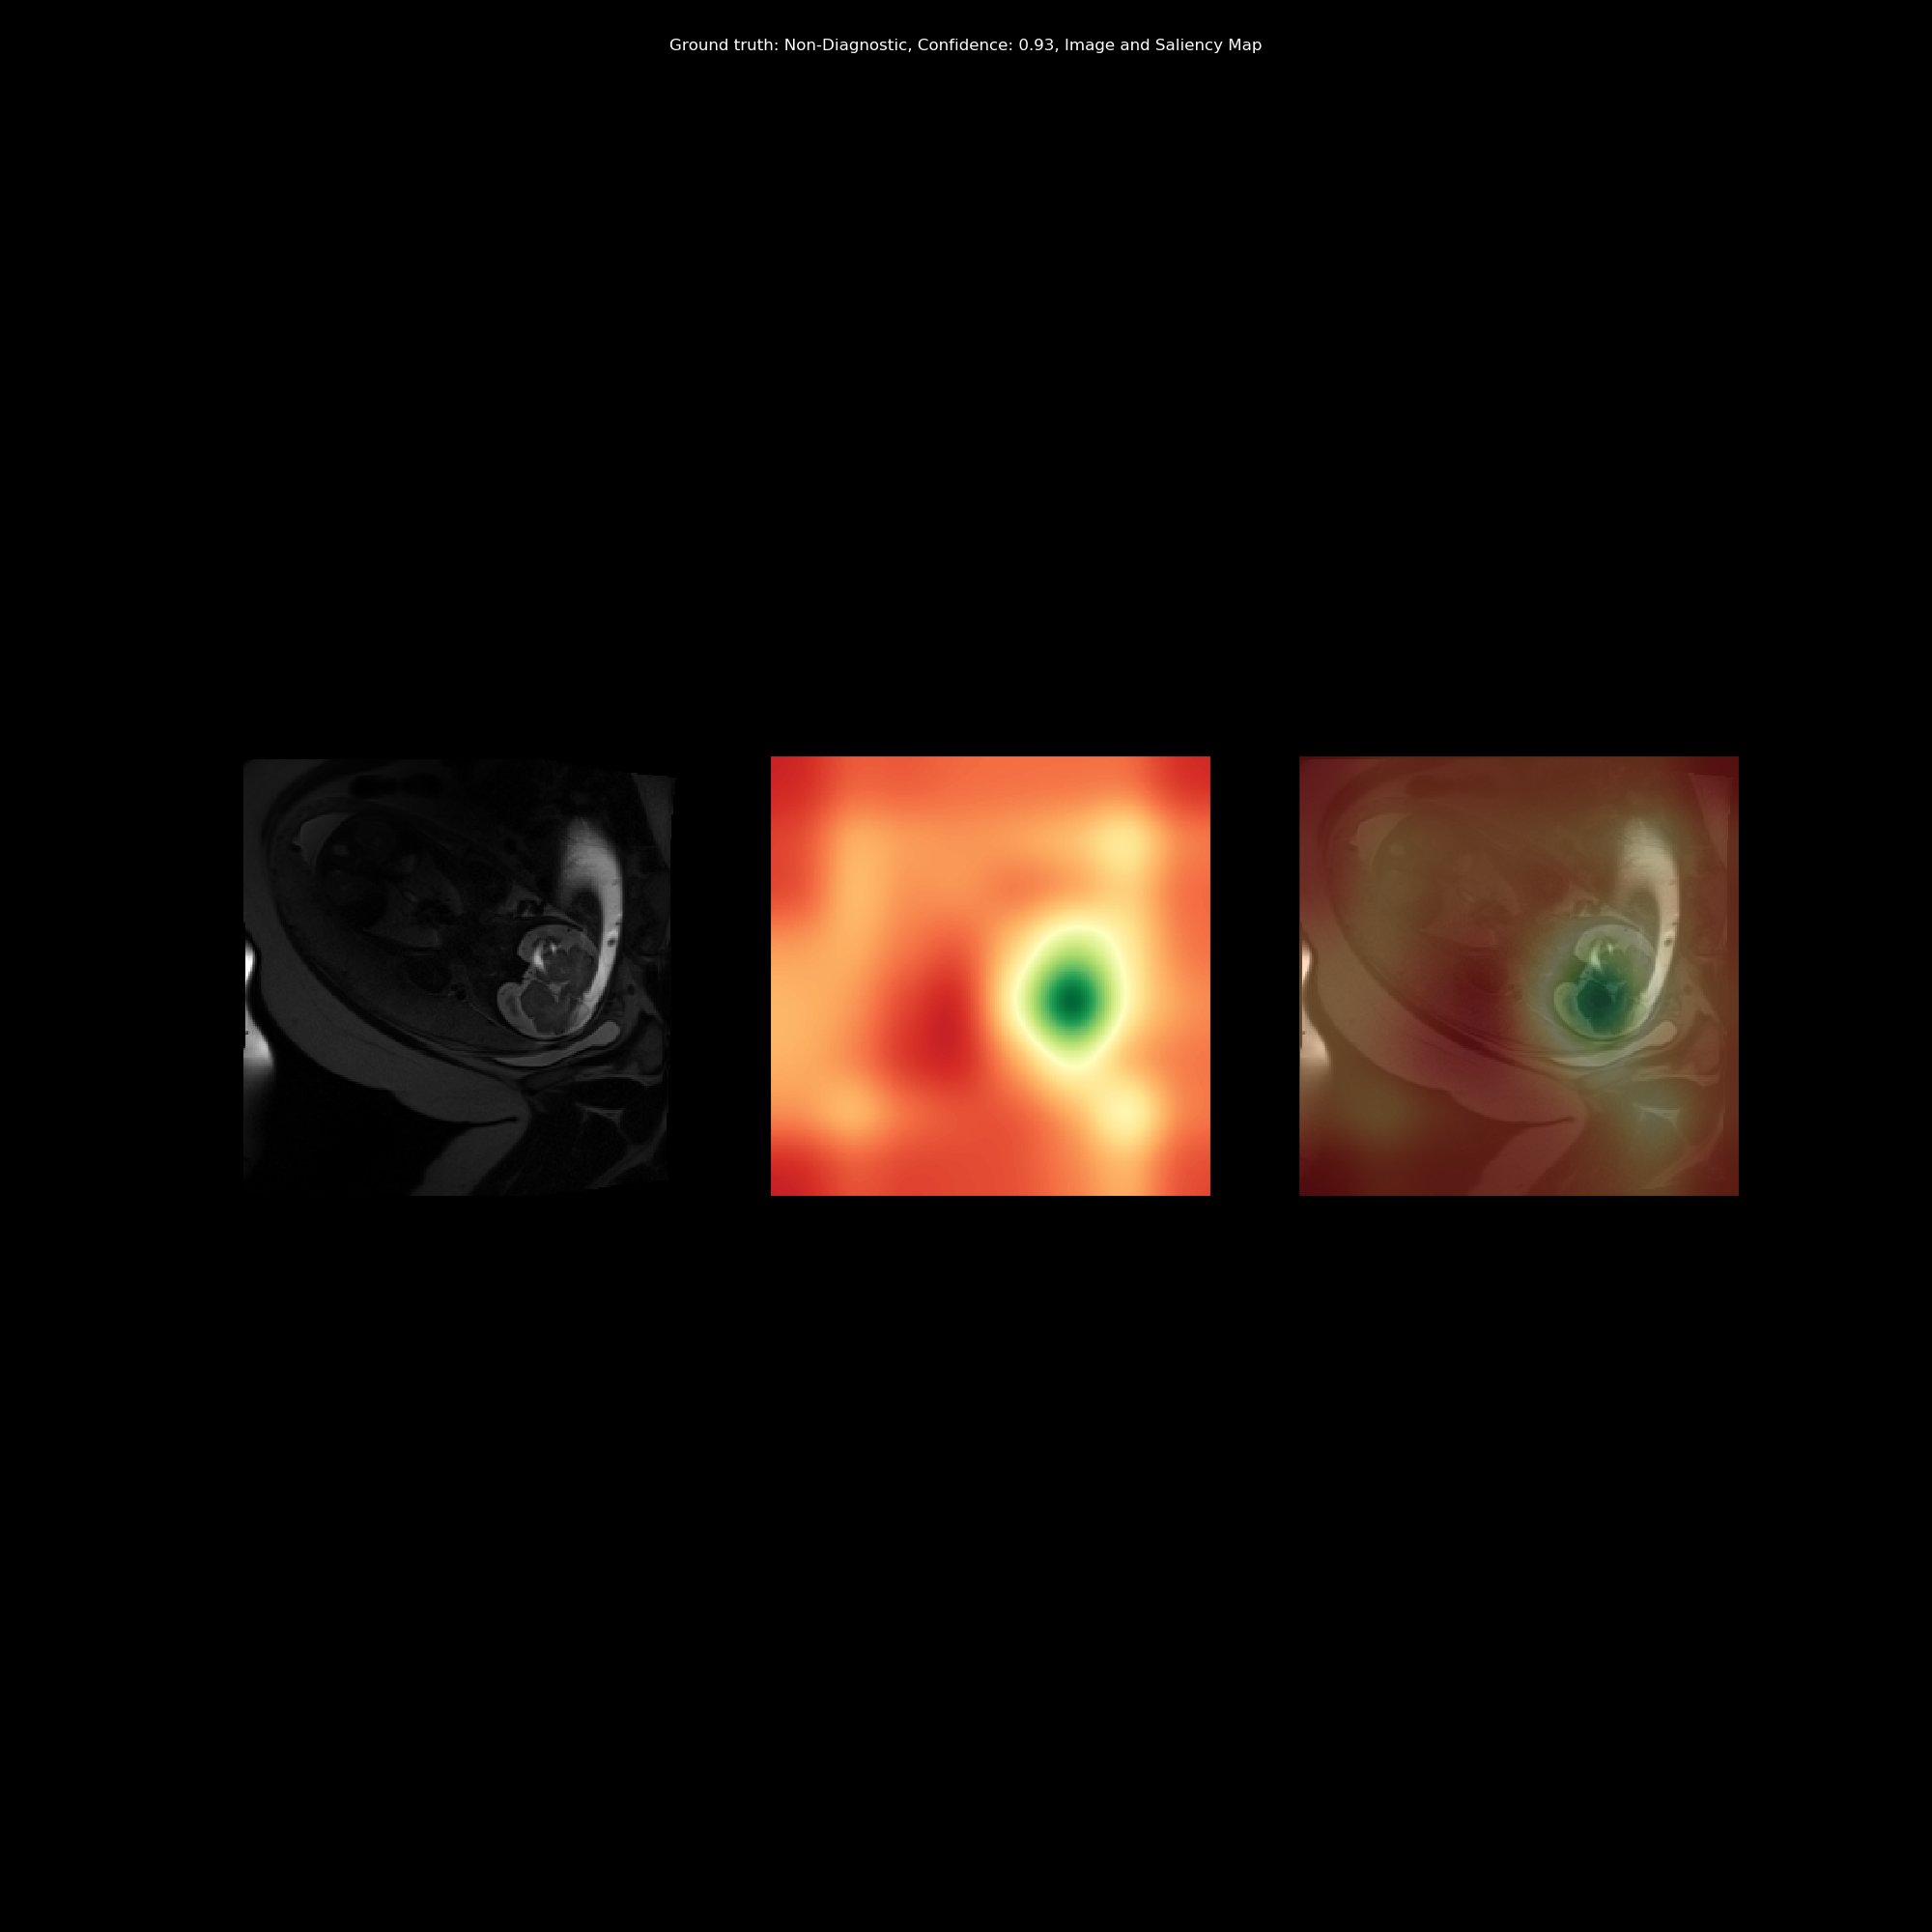 Ground truth: Non-Diagnostic, Confidence: 0.93, Image and Saliency Map